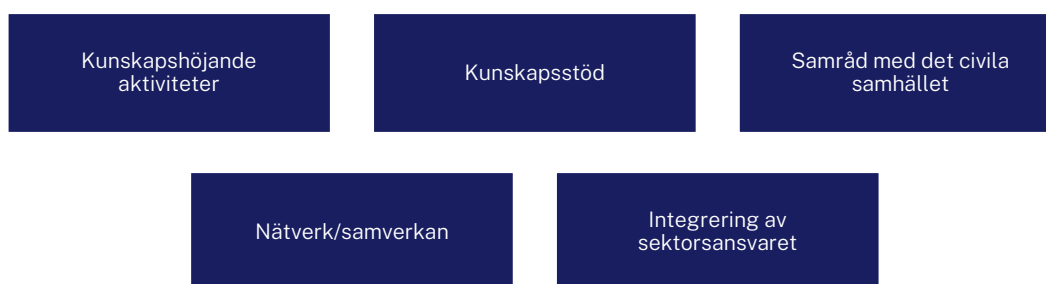 Kunskapshöjande
aktiviteter
Kunskapsstöd
Samråd med det civila
samhället
Nätverk/samverkan
Integrering av
sektorsansvaret